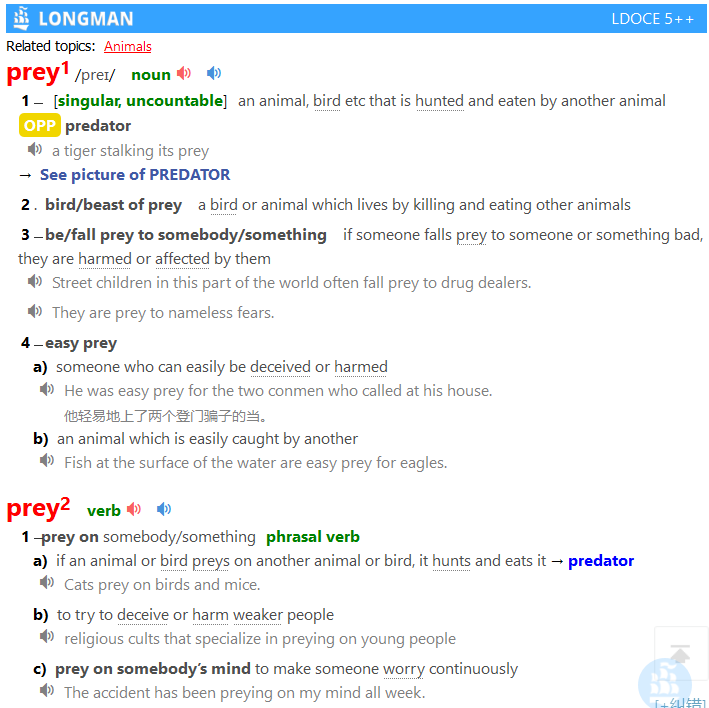 LONGMAN LDOCE 5++
Related topics: Animals
prey1 /preɪ/ noun
1 – [singular, uncountable] an animal, bird etc that is hunted and eaten by another animal
OPP predator
a tiger stalking its prey
→ See picture of PREDATOR
2 . bird/beast of prey a bird or animal which lives by killing and eating other animals
3 – be/fall prey to somebody/something if someone falls prey to someone or something bad,
they are harmed or affected by them
Street children in this part of the world often fall prey to drug dealers.
They are prey to nameless fears.
4 – easy prey
a) someone who can easily be deceived or harmed
He was easy prey for the two conmen who called at his house.
他轻易地上了两个登门骗子的当。
b) an animal which is easily caught by another
Fish at the surface of the water are easy prey for eagles.
prey2 verb
1 –prey on somebody/something phrasal verb
a) if an animal or bird preys on another animal or bird, it hunts and eats it → predator
Cats prey on birds and mice.
b) to try to deceive or harm weaker people
religious cults that specialize in preying on young people
c) prey on somebody's mind to make someone worry continuously
The accident has been preying on my mind all week.
[+纠错]